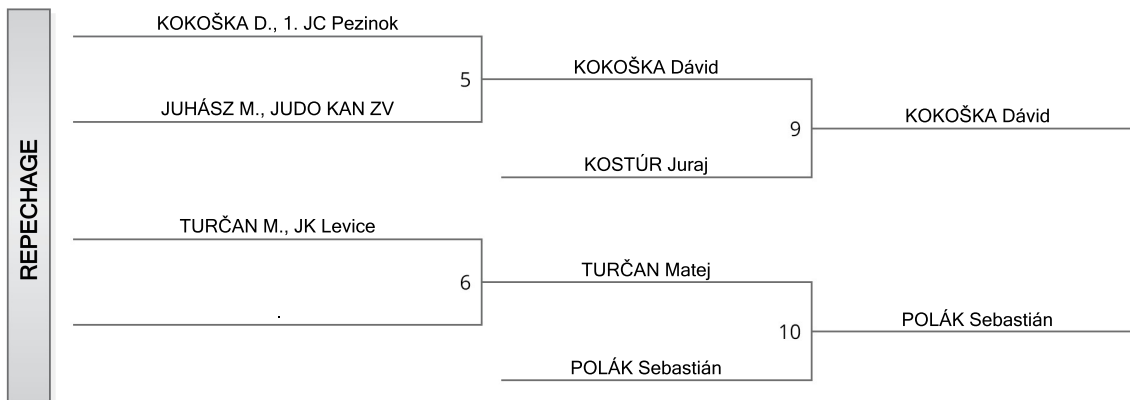 REPECHAGE
KOKOŠKA D., 1. JC Pezinok
5
KOKOŠKA Dávid
JUHÁSZ M., JUDO KAN ZV
9
KOKOŠKA Dávid
KOSTÚR Juraj
TURČAN M., JK Levice
6
TURČAN Matej
.
10
POLÁK Sebastián
POLÁK Sebastián